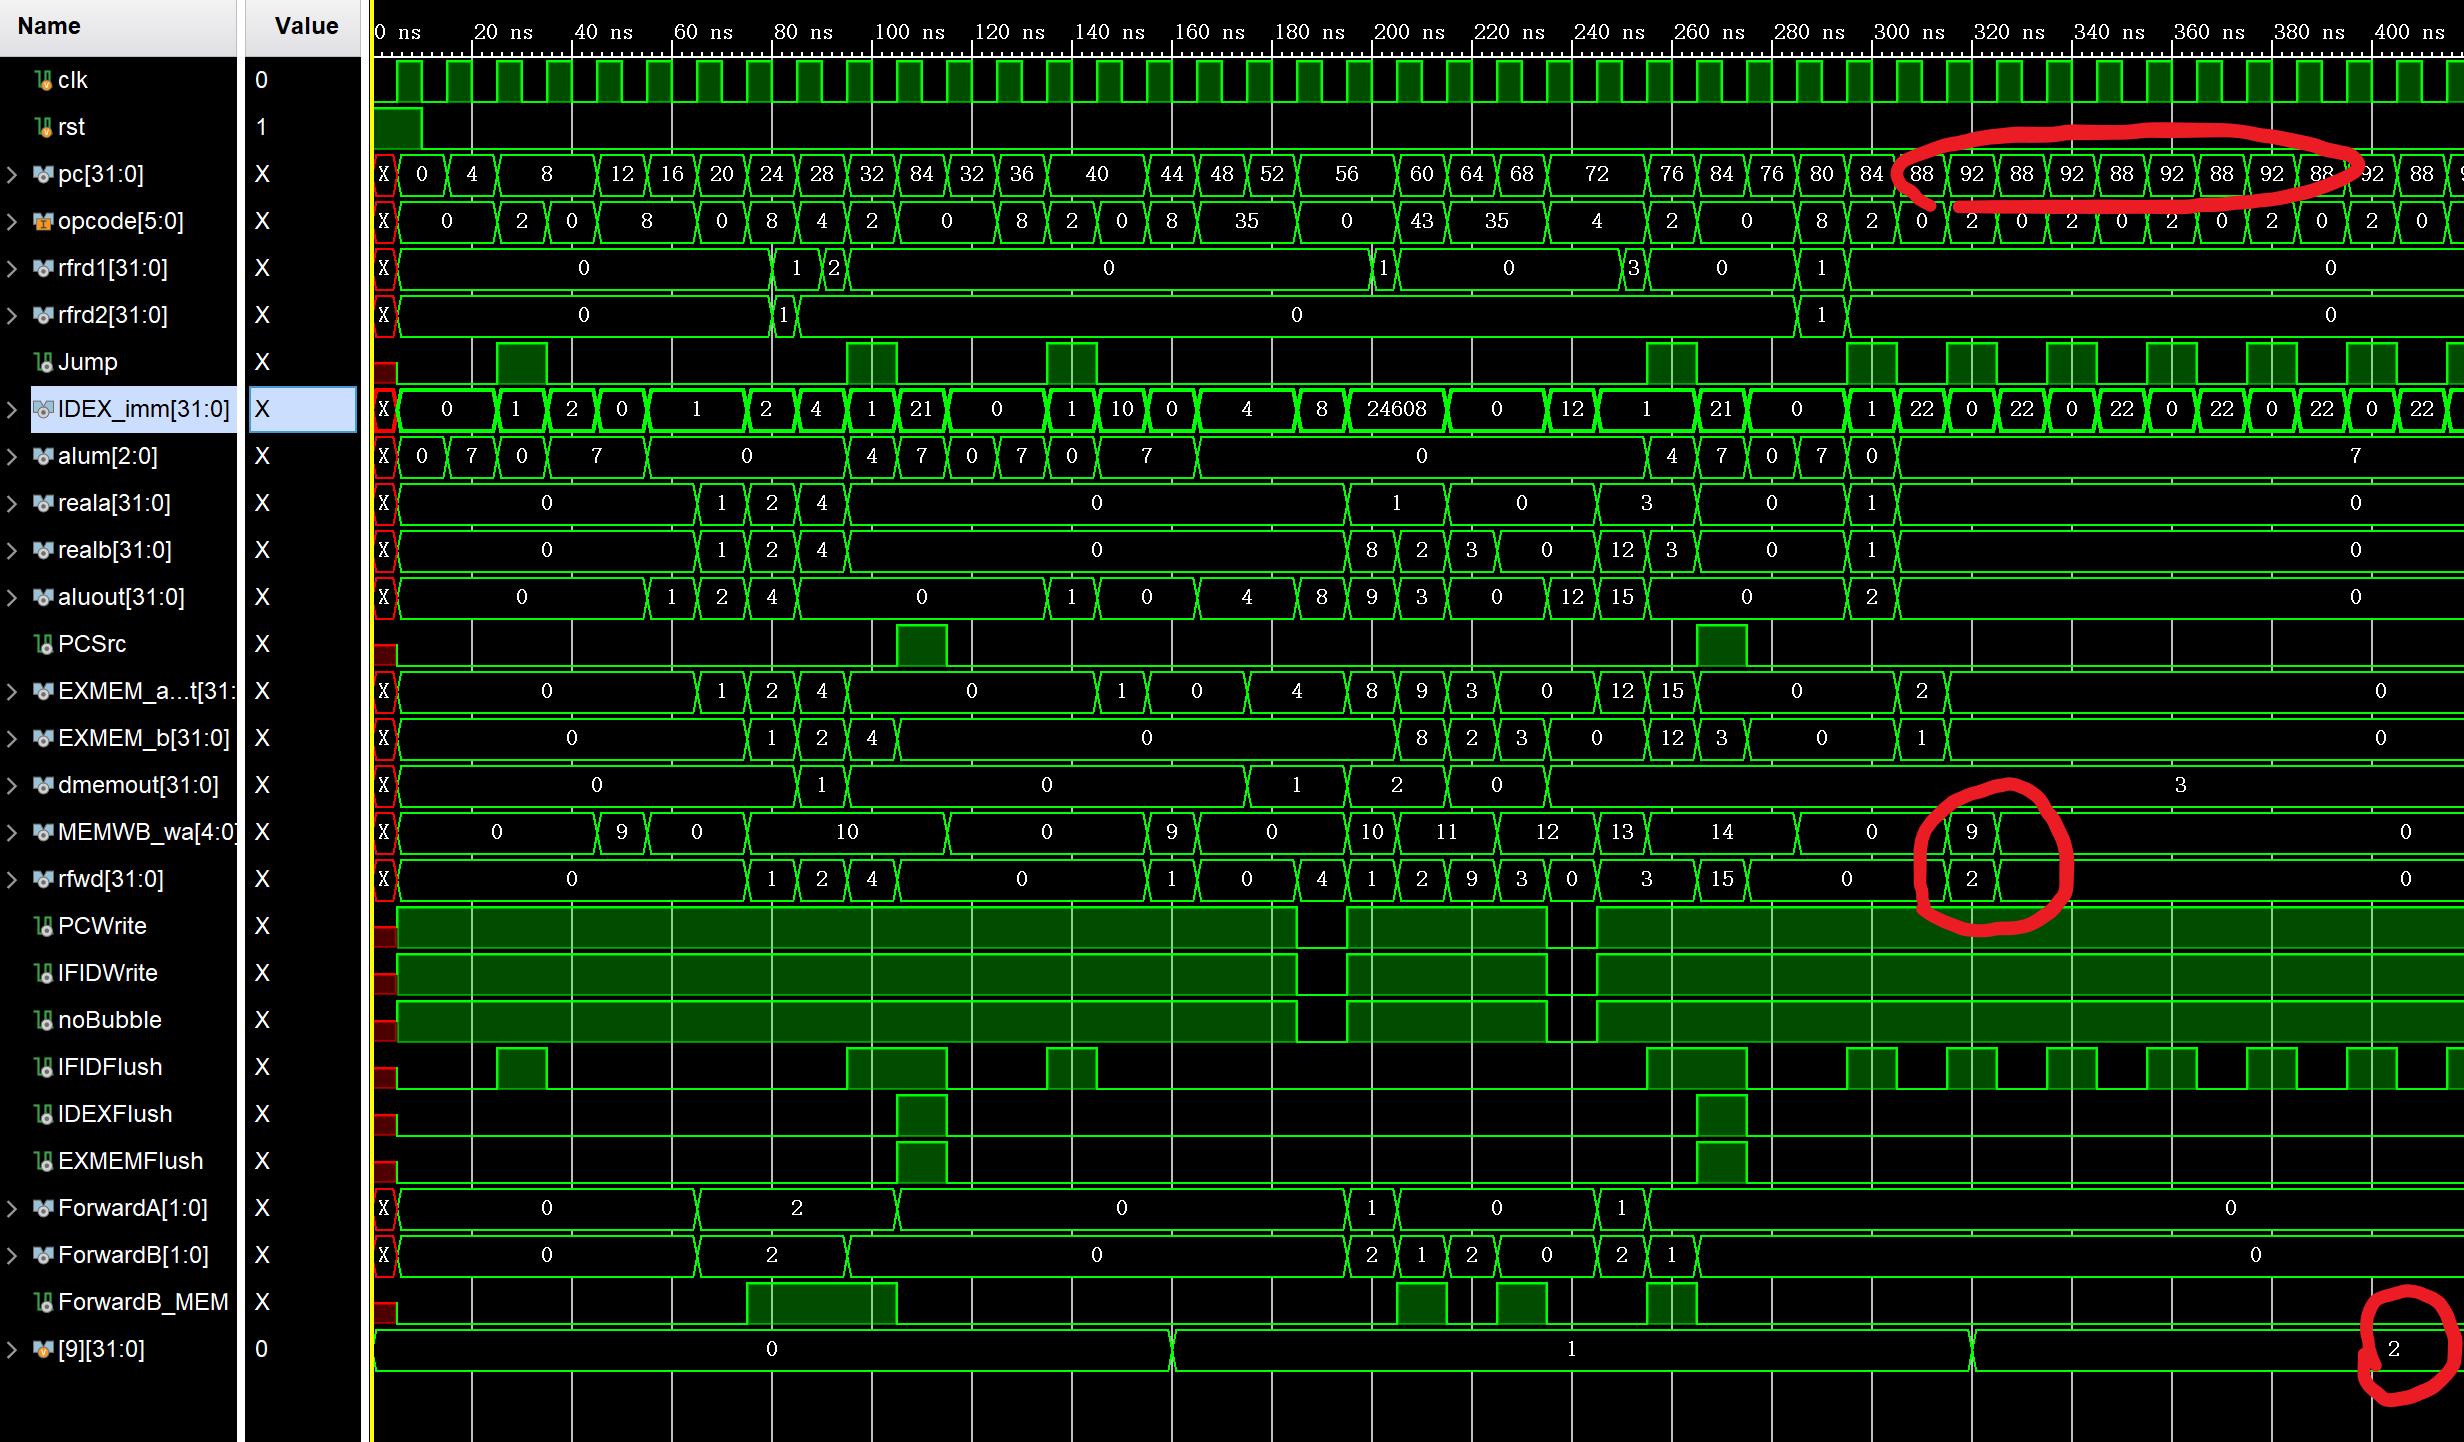 Name Value 0 ns 20 ns 40 ns 60 ns 80 ns 100 ns 120 ns 140 ns 160 ns 180 ns 200 ns 220 ns 240 ns 260 ns 280 ns 300 ns 320 ns 340 ns 360 ns 380 ns 400 ns
clk 0
rst 1
pc[31:0] X X 0 4 8 12 16 20 24 28 32 84 32 36 40 44 48 52 56 60 64 68 72 76 84 76 80 84 88 92 88 92 88 92 88 92 88 92 88
opcode[5:0] X X 0 2 0 8 0 8 4 2 0 8 2 0 8 35 0 43 35 4 2 0 8 2 0 2 0 2 0 2 0 2 0 2 0
rfrd1[31:0] X X 0 1 2 0 1 0 3 0 1 0
rfrd2[31:0] X X 0 1 0 1 0
Jump X
IDEX_imm[31:0] X X 0 1 2 0 1 2 4 1 21 0 1 10 0 4 8 24608 0 12 1 21 0 1 22 0 22 0 22 0 22 0 22 0 22
alum[2:0] X X 0 7 0 7 0 4 7 0 7 0 7 0 4 7 0 7 0 7
reala[31:0] X X 0 1 2 4 0 1 0 3 0 1 0
realb[31:0] X X 0 1 2 4 0 8 2 3 0 12 3 0 1 0
aluout[31:0] X X 0 1 2 4 0 1 0 4 8 9 3 0 12 15 0 2 0
PCSrc X
EXMEM_a...t[31: X X 0 1 2 4 0 1 0 4 8 9 3 0 12 15 0 2 0
EXMEM_b[31:0] X X 0 1 2 4 0 8 2 3 0 12 3 0 1 0
dmemout[31:0] X X 0 1 0 1 2 0 3
MEMWB_wa[4:0] X X 0 9 0 10 0 9 0 10 11 12 13 14 0 9 0
rfwd[31:0] X X 0 1 2 4 0 1 0 4 1 2 9 3 0 3 15 0 2 0
PCWrite X
IFIDWrite X
noBubble X
IFIDFlush X
IDEXFlush X
EXMEMFlush X
ForwardA[1:0] X X 0 2 0 1 0 1 0
ForwardB[1:0] X X 0 2 0 2 1 2 0 2 1 0
ForwardB_MEM X
[9][31:0] 0 0 1 2